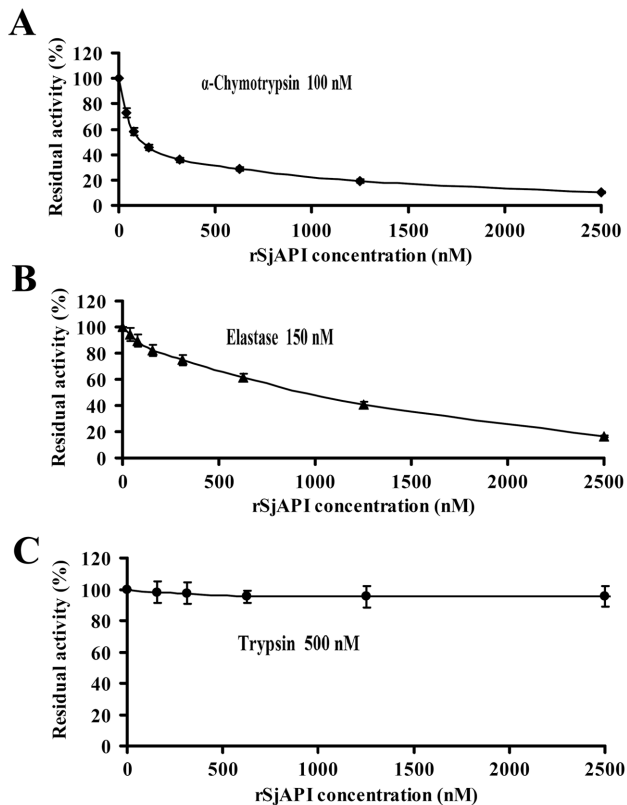 A
Residual activity (%)
120
100
80
60
40
20
0
α-Chymotrypsin 100 nM
0 500 1000 1500 2000 2500
rSjAPI concentration (nM)
B
Residual activity (%)
120
100
80
60
40
20
0
Elastase 150 nM
0 500 1000 1500 2000 2500
rSjAPI concentration (nM)
C
Residual activity (%)
120
100
80
60
40
20
0
Trypsin 500 nM
0 500 1000 1500 2000 2500
rSjAPI concentration (nM)